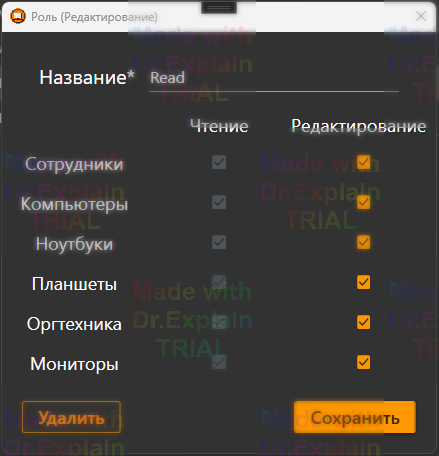 Роль (Редактирование)
Название* Read
Чтение Редактирование
Сотрудники
Компьютеры
Ноутбуки
Планшеты
Оргтехника
Мониторы
Удалить Сохранить
Made with
Dr.Explain
TRIAL